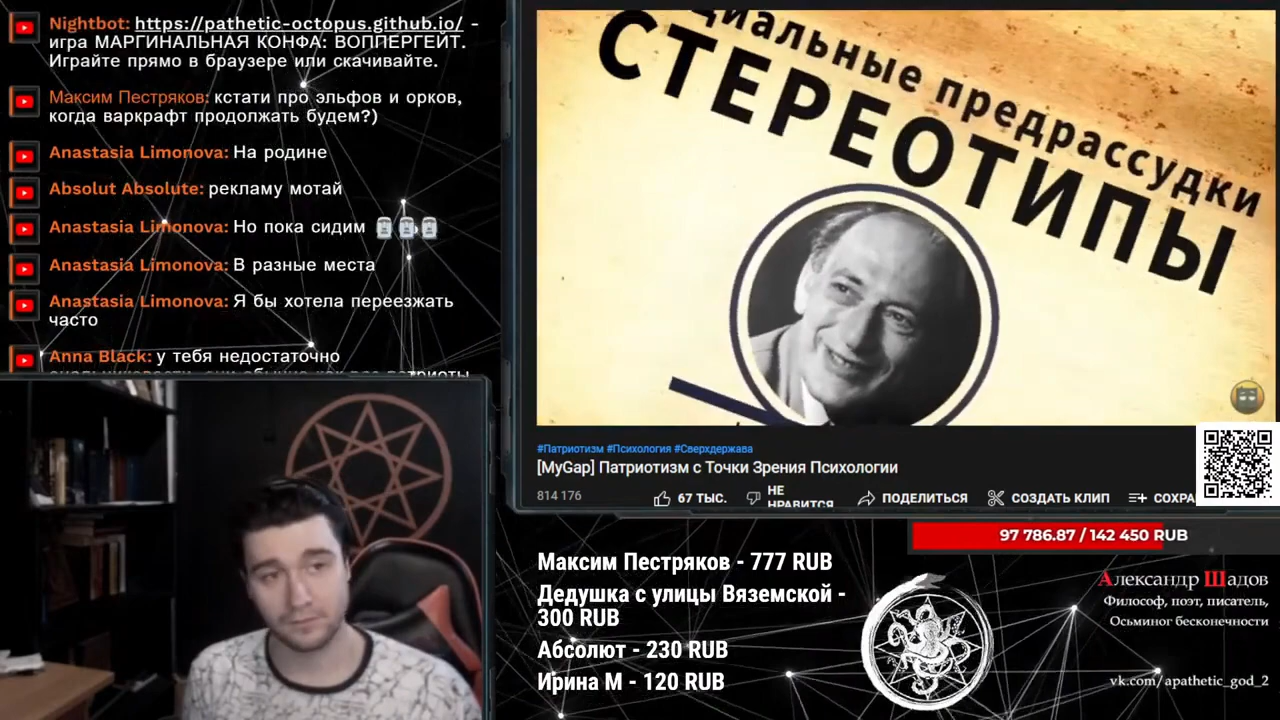 Nightbot: https://pathetic-octopus.github.io/ -
игра МАРГИНАЛЬНАЯ КОНФА: ВОППЕРГЕЙТ.
Играйте прямо в браузере или скачивайте.
Максим Пестряков: кстати про эльфов и орков,
когда варкрафт продолжать будем?)
Anastasia Limonova: На родине
Absolut Absolute: рекламу мотай
Anastasia Limonova: Но пока сидим
Anastasia Limonova: В разные места
Anastasia Limonova: Я бы хотела переезжать
часто
Anna Black: у тебя недостаточно
циальные предрассудки
СТЕРЕОТИПЫ
#Патриотизм #Психология #Сверхдержава
[MyGap] Патриотизм с Точки Зрения Психологии
814 176
67 ТЫС.
НЕ
НРАВИТСЯ
ПОДЕЛИТЬСЯ
СОЗДАТЬ КЛИП
СОХРА
97 786.87 / 142 450 RUB
Максим Пестряков - 777 RUB
Дедушка с улицы Вяземской -
300 RUB
Абсолют - 230 RUB
Ирина М - 120 RUB
Александр Шадов
Философ, поэт, писатель,
Осьминог бесконечности
vk.com/apathetic_god_2